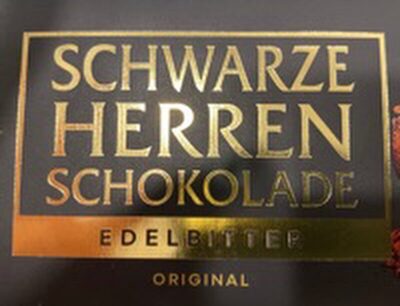 SCHWARZE
HERREN
SCHOKOLADE
EDELBITTER
ORIGINAL